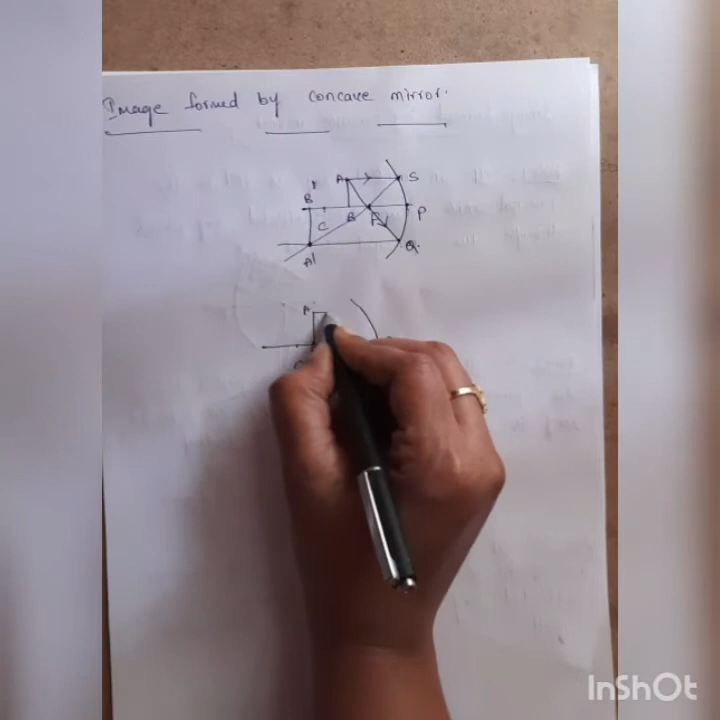 Image formed by concave mirror.
A S
B' B F P
C
A' Q.
A
C
InShOt